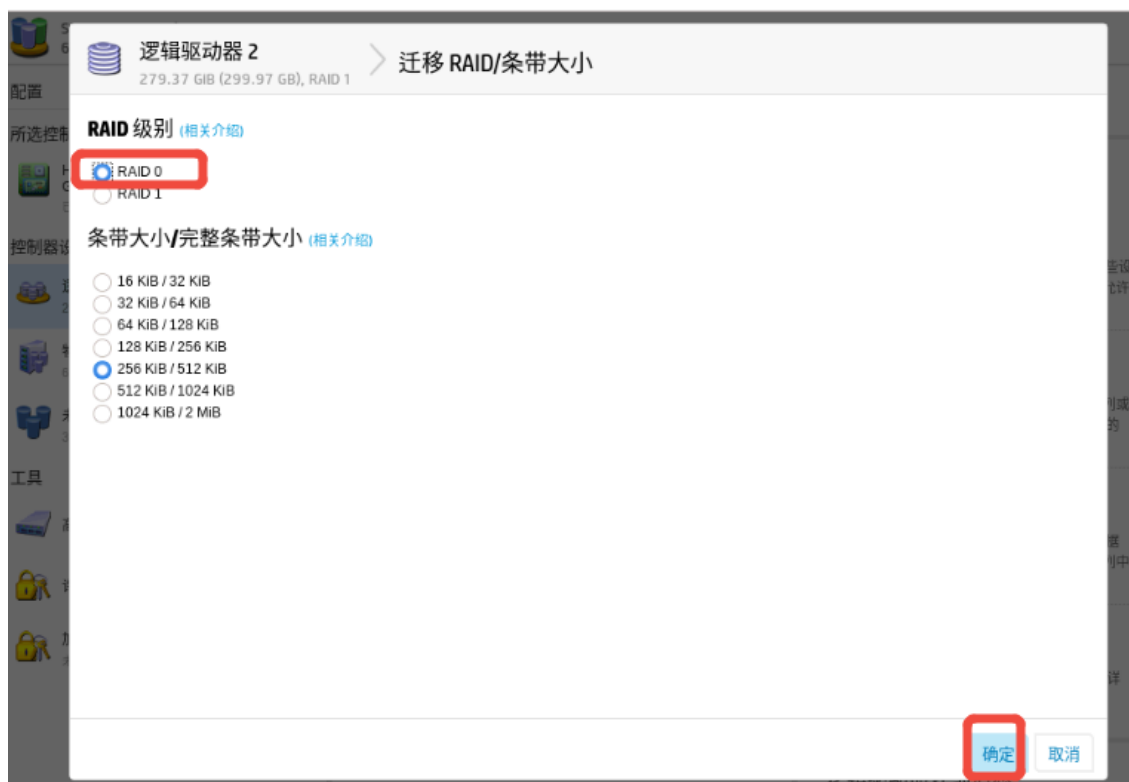 逻辑驱动器 2
279.37 GiB (299.97 GB), RAID 1
迁移 RAID/条带大小
配置
所选控制
RAID 级别 (相关介绍)
RAID 0
RAID 1
控制器设
条带大小/完整条带大小 (相关介绍)
16 KiB / 32 KiB
32 KiB / 64 KiB
64 KiB / 128 KiB
128 KiB / 256 KiB
256 KiB / 512 KiB
512 KiB / 1024 KiB
1024 KiB / 2 MiB
工具
确定
取消